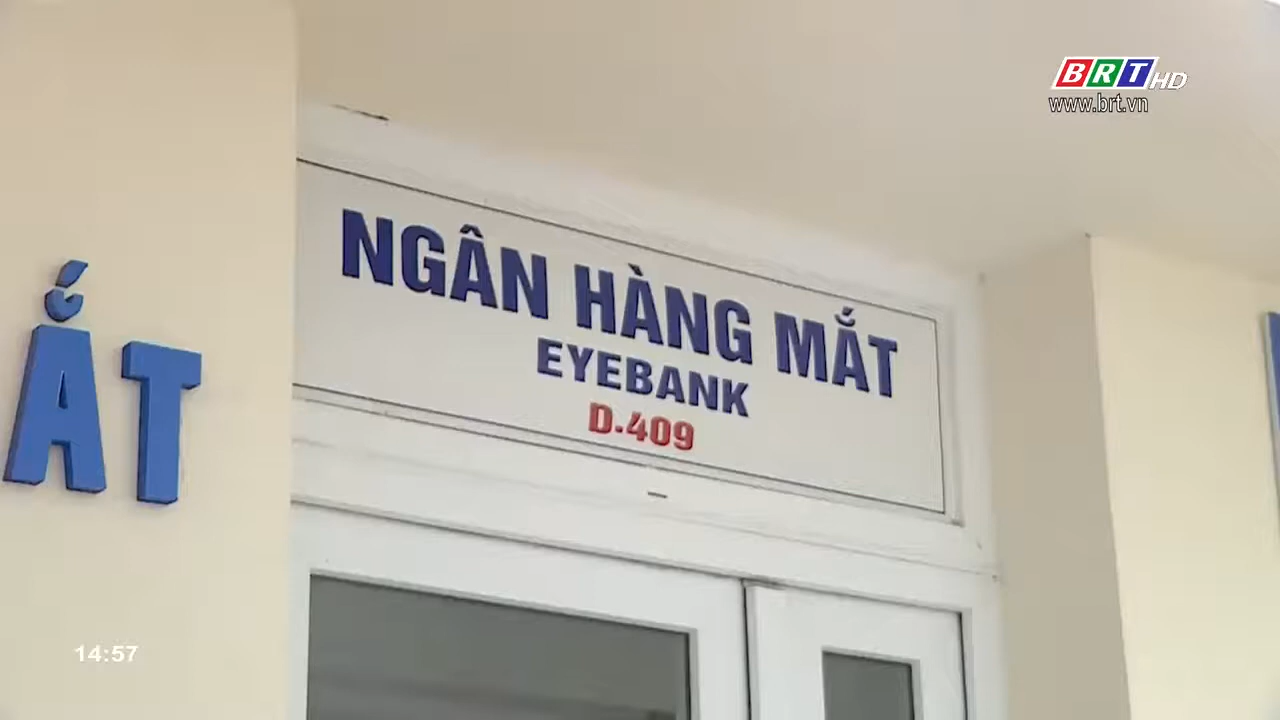 BRT HD
www.brt.vn
NGÂN HÀNG MẮT
EYEBANK
D.409
ẮT
14:57